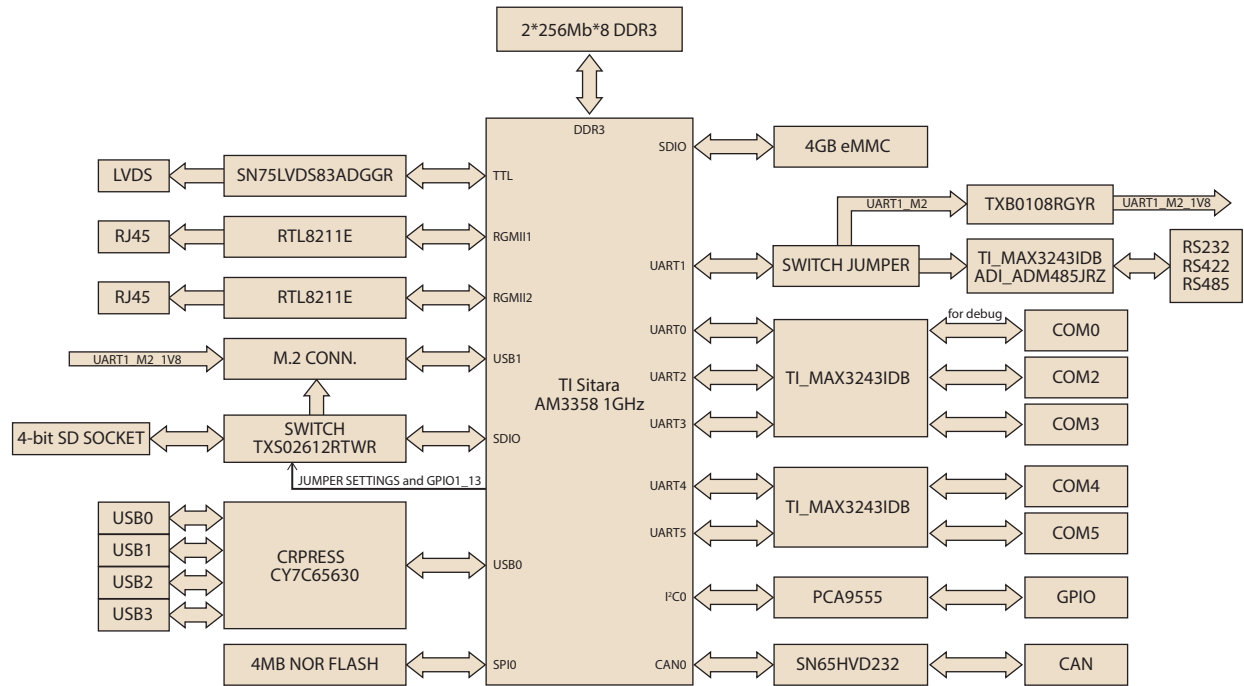 2*256Mb*8 DDR3
DDR3
SDIO
4GB eMMC
LVDS
SN75LVDS83ADGGR
TTL
UART1_M2
TXB0108RGYR
UART1_M2_1V8
RJ45
RTL8211E
RGMII1
UART1
SWITCH JUMPER
TI_MAX3243IDB
ADI_ADM485JRZ
RS232
RS422
RS485
RJ45
RTL8211E
RGMII2
UART0
for debug
COM0
UART1_M2_1V8
M.2 CONN.
USB1
TI Sitara
AM3358 1GHz
UART2
TI_MAX3243IDB
COM2
4-bit SD SOCKET
SWITCH
TXS02612RTWR
SDIO
UART3
COM3
JUMPER SETTINGS and GPIO1_13
UART4
TI_MAX3243IDB
COM4
UART5
COM5
USB0
USB1
USB2
USB3
CRPRESS
CY7C65630
USB0
I²C0
PCA9555
GPIO
4MB NOR FLASH
SPI0
CAN0
SN65HVD232
CAN